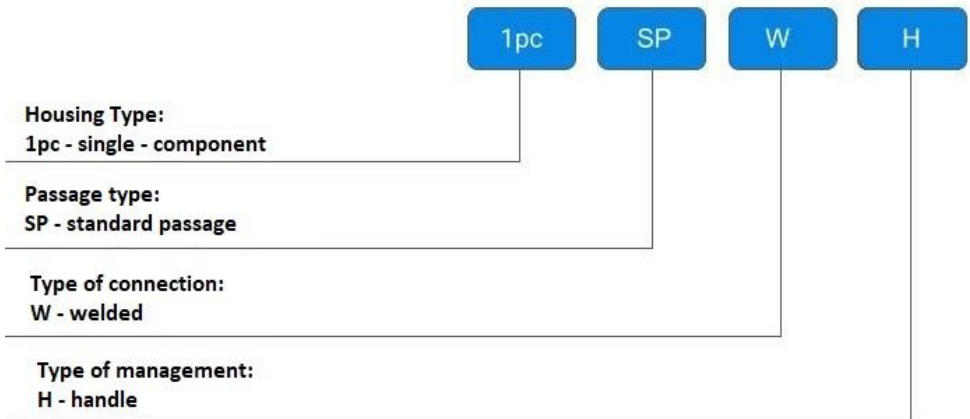 1pc SP W H
Housing Type:
1pc - single - component
Passage type:
SP - standard passage
Type of connection:
W - welded
Type of management:
H - handle